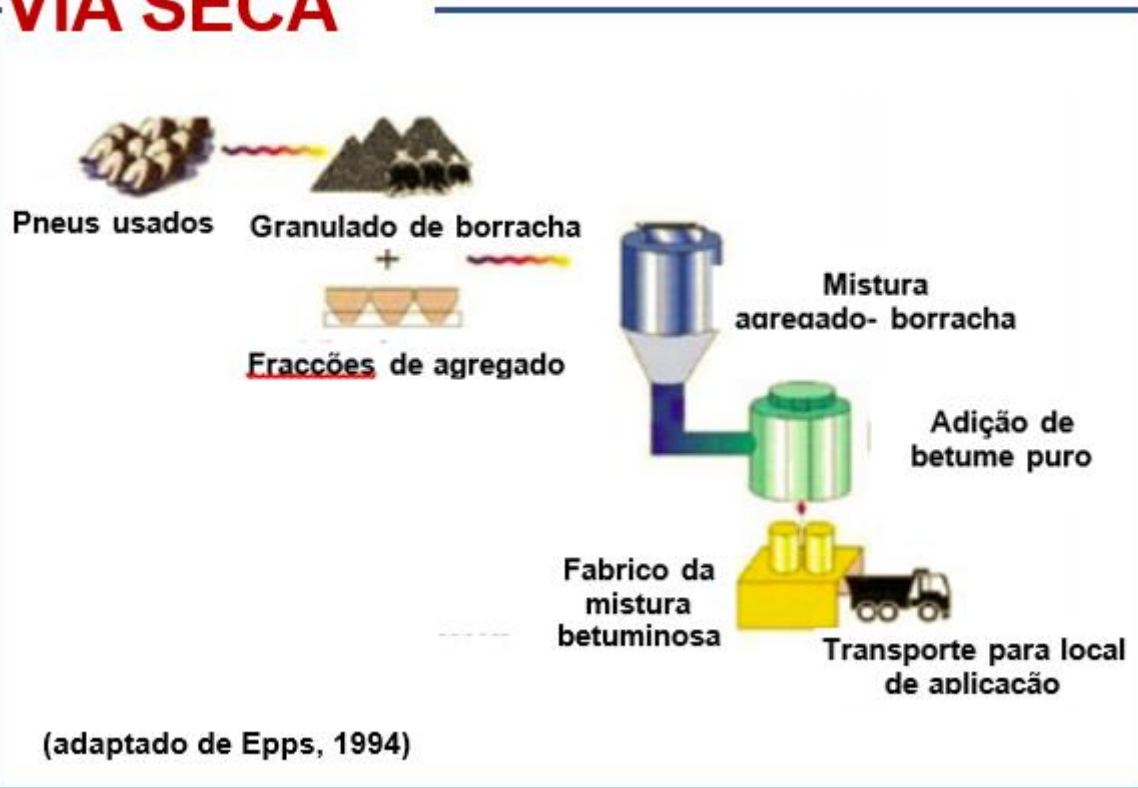 VIA SECA
Pneus usados
Granulado de borracha
+
Fracções de agregado
Mistura
agregado- borracha
Adição de
betume puro
Fabrico da
mistura
betuminosa
Transporte para local
de aplicação
(adaptado de Epps, 1994)